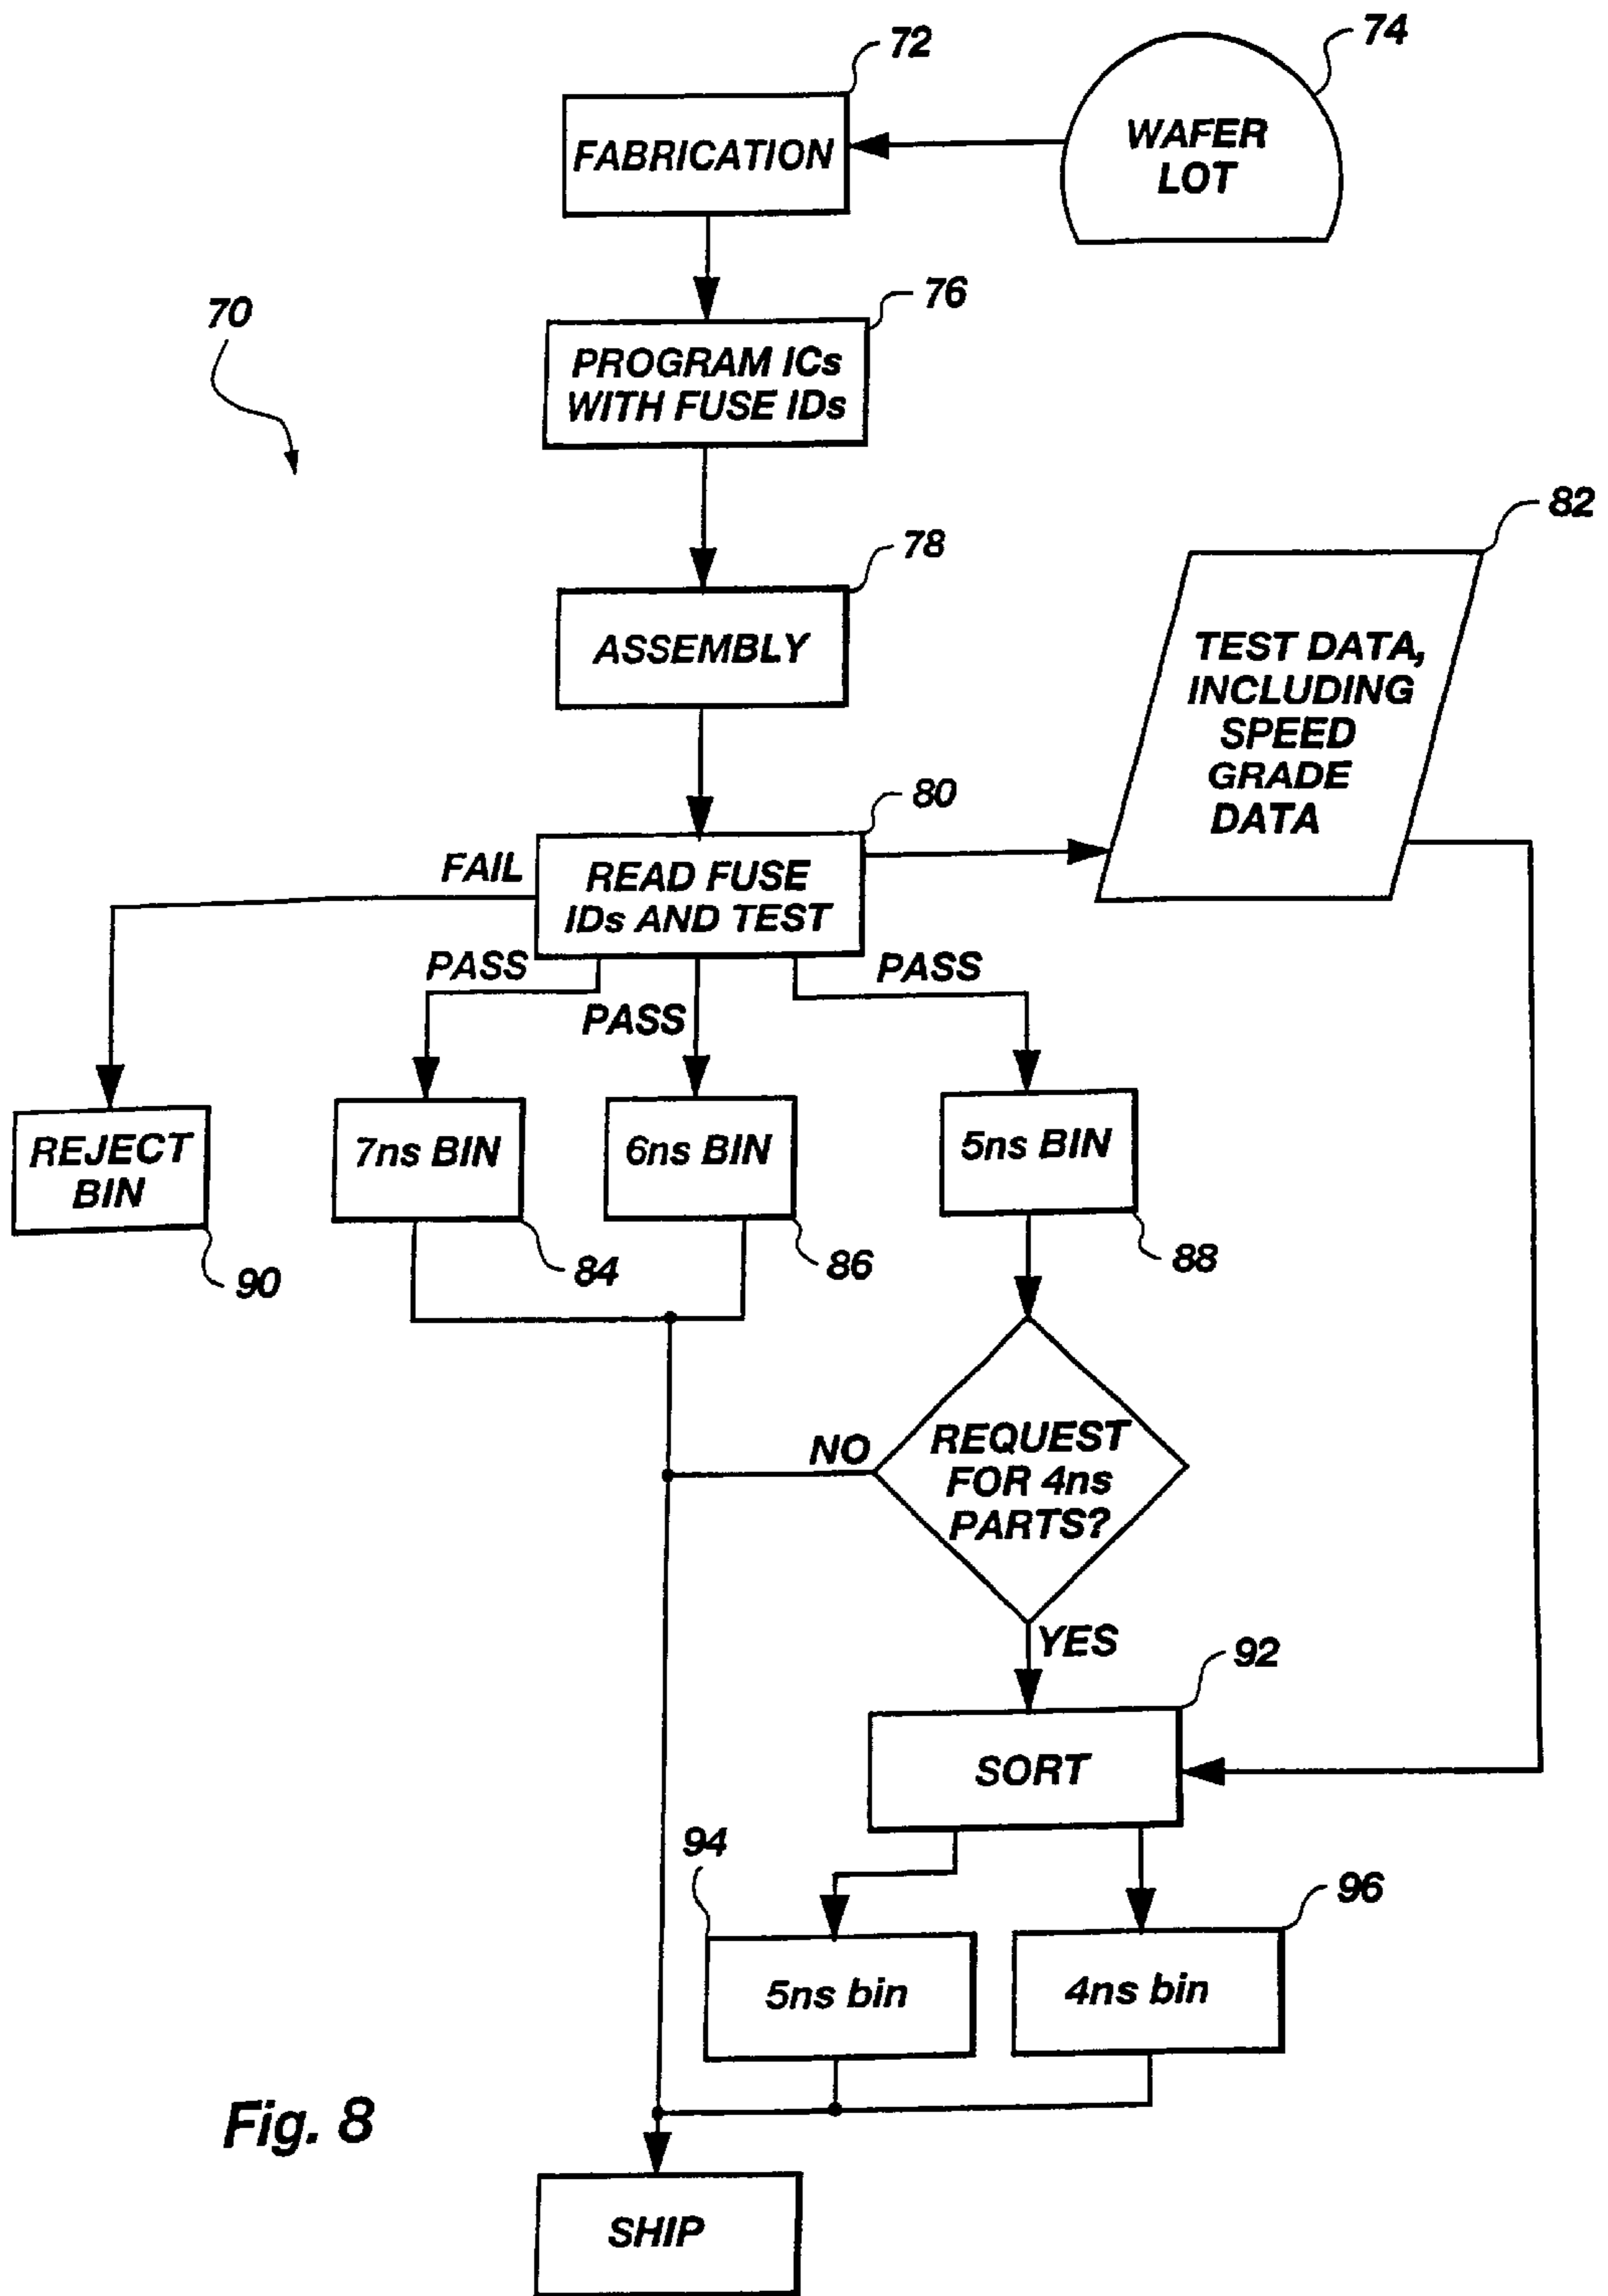 72
74
FABRICATION
WAFER
LOT
70
76
PROGRAM ICs
WITH FUSE IDs
78
ASSEMBLY
82
TEST DATA,
INCLUDING
SPEED
GRADE
DATA
80
FAIL
READ FUSE
IDs AND TEST
PASS
PASS
PASS
REJECT
BIN
90
7ns BIN
84
6ns BIN
86
5ns BIN
88
NO
REQUEST
FOR 4ns
PARTS?
YES
92
SORT
94
96
5ns bin
4ns bin
Fig. 8
SHIP